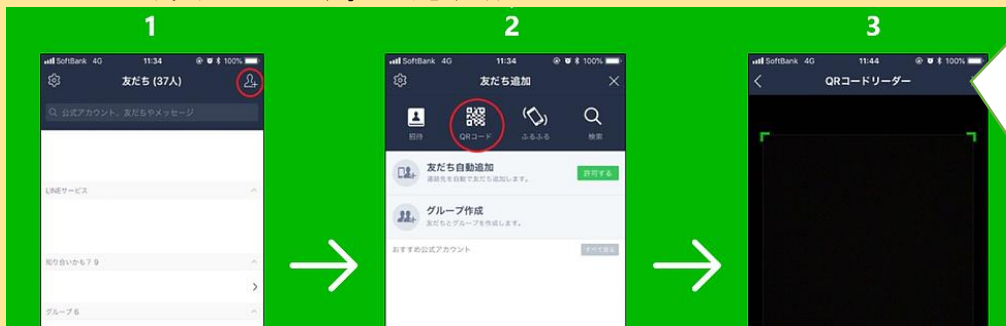 1
SoftBank 4G 11:34 100%
友だち (37人)
公式アカウント、友だちやメッセージ
LINEサービス
知り合いかも? 9
グループ 6
2
SoftBank 4G 11:34 100%
友だち追加
招待 QRコード ふるふる 検索
友だち自動追加
連絡先を自動で友だち追加します。
許可する
グループ作成
友だちとグループを作成します。
おすすめ公式アカウント
すべて見る
3
SoftBank 4G 11:44 100%
QRコードリーダー